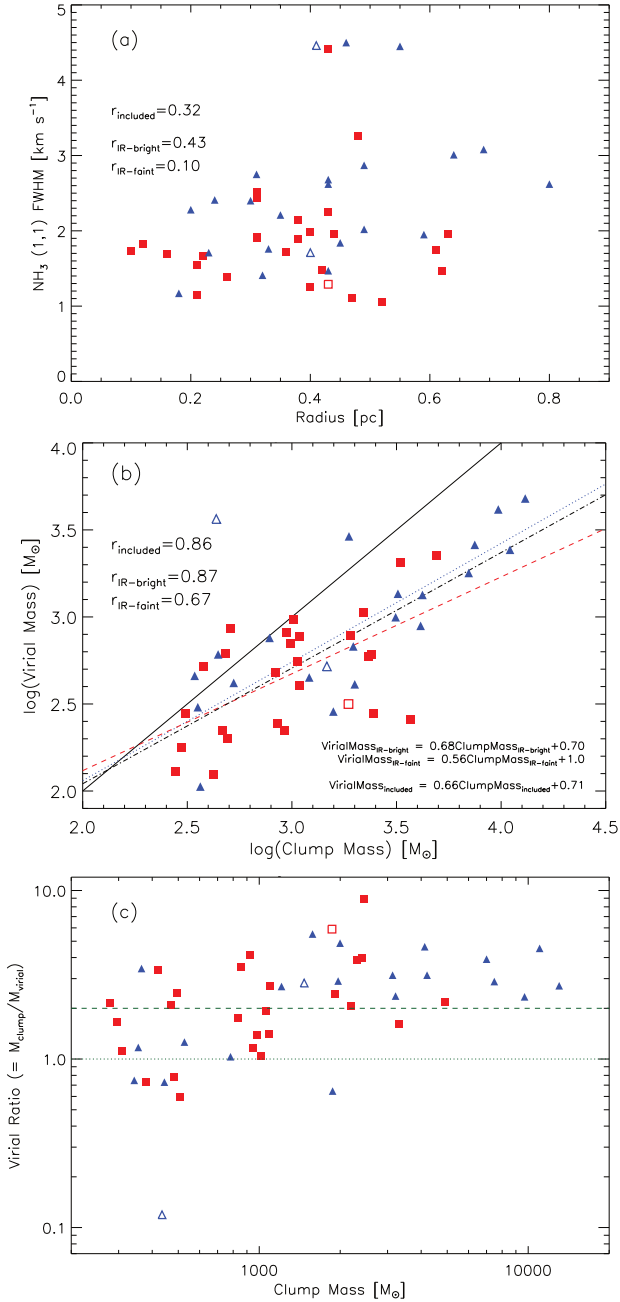 (a)
r_included=0.32
r_IR-bright=0.43
r_IR-faint=0.10
NH₃ (1,1) FWHM [km s⁻¹]
5
4
3
2
1
0
0.0 0.2 0.4 0.6 0.8
Radius [pc]
(b)
r_included=0.86
r_IR-bright=0.87
r_IR-faint=0.67
log(Virial Mass) [M⊙]
4.0
3.5
3.0
2.5
2.0
VirialMass_IR-bright = 0.68ClumpMass_IR-bright+0.70
VirialMass_IR-faint = 0.56ClumpMass_IR-faint+1.0
VirialMass_included = 0.66ClumpMass_included+0.71
2.0 2.5 3.0 3.5 4.0 4.5
log(Clump Mass) [M⊙]
(c)
Virial Ratio (= M_clump/M_virial)
10.0
1.0
0.1
1000 10000
Clump Mass [M⊙]